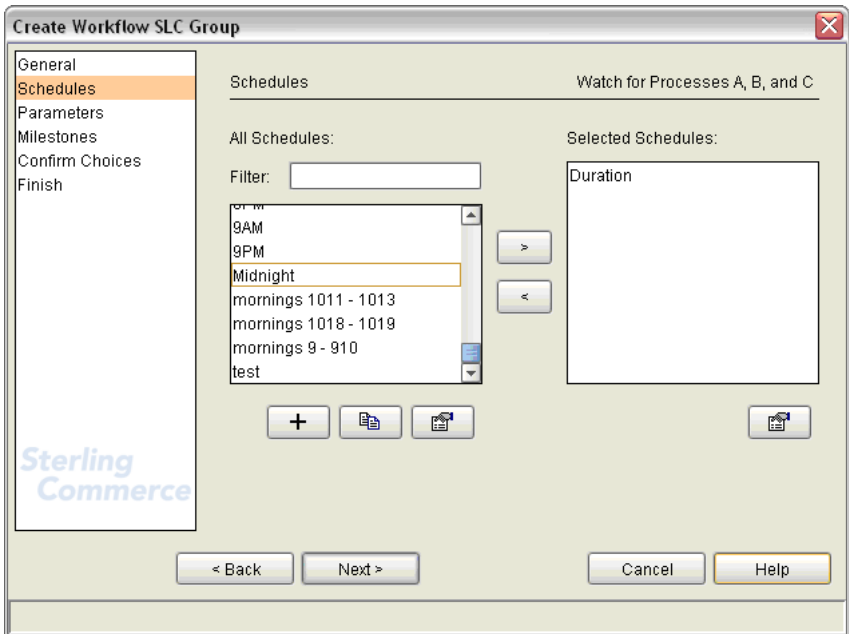 Create Workflow SLC Group
General
Schedules
Parameters
Milestones
Confirm Choices
Finish
Sterling
Commerce
Schedules
Watch for Processes A, B, and C
All Schedules:
Filter:
9AM
9PM
Midnight
mornings 1011 - 1013
mornings 1018 - 1019
mornings 9 - 910
test
>
<
Selected Schedules:
Duration
+
< Back
Next >
Cancel
Help